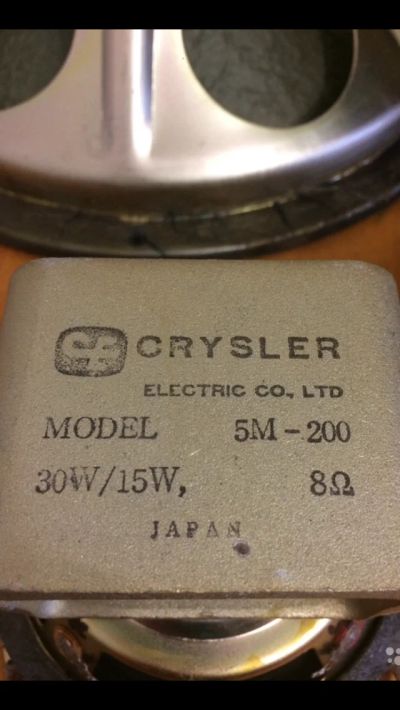 CRYSLER
ELECTRIC CO., LTD
MODEL 5M-200
30W/15W, 8Ω
JAPAN